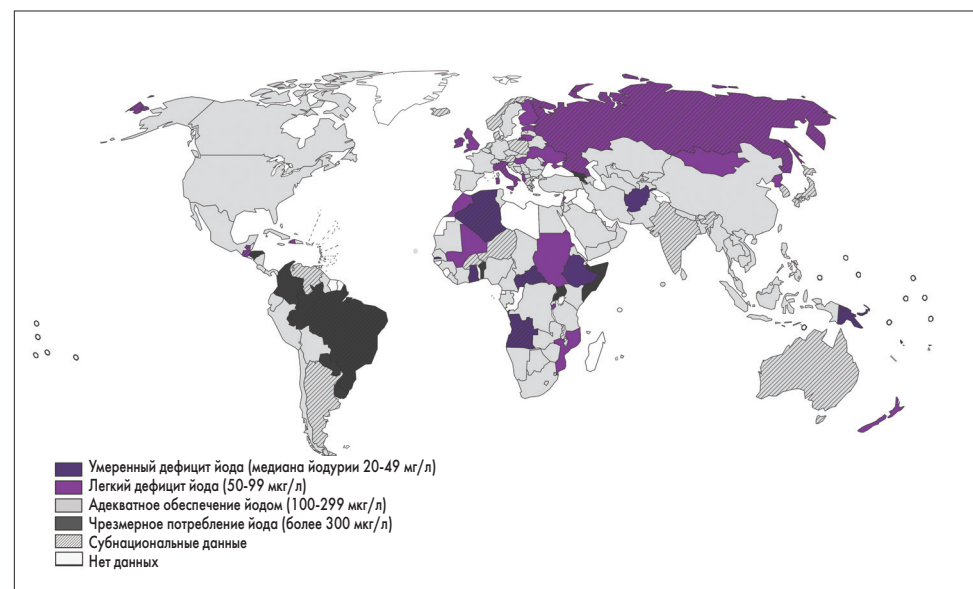 Умеренный дефицит йода (медиана йодурии 20-49 мг/л)
Легкий дефицит йода (50-99 мкг/л)
Адекватное обеспечение йодом (100-299 мкг/л)
Чрезмерное потребление йода (более 300 мкг/л)
Субнациональные данные
Нет данных